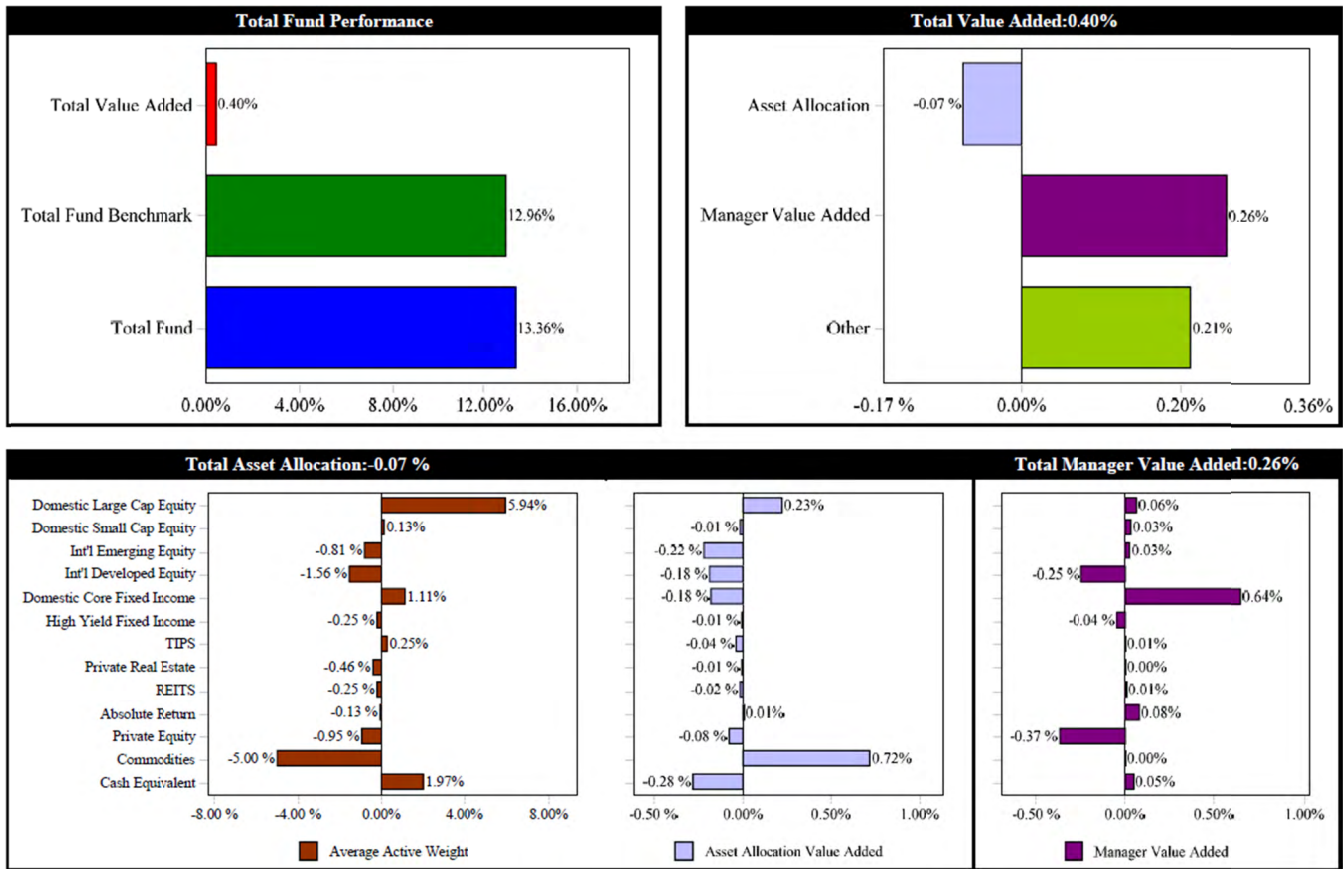 Total Fund Performance
Total Value Added
0.40%
Total Fund Benchmark
12.96%
Total Fund
13.36%
0.00% 4.00% 8.00% 12.00% 16.00%
Total Value Added:0.40%
Asset Allocation
-0.07 %
Manager Value Added
0.26%
Other
0.21%
-0.17 % 0.00% 0.20% 0.36%
Total Asset Allocation:-0.07 %
Total Manager Value Added:0.26%
Domestic Large Cap Equity 5.94% 0.23% 0.06%
Domestic Small Cap Equity 0.13% -0.01 % 0.03%
Int'l Emerging Equity -0.81 % -0.22 % 0.03%
Int'l Developed Equity -1.56 % -0.18 % -0.25 %
Domestic Core Fixed Income 1.11% -0.18 % 0.64%
High Yield Fixed Income -0.25 % -0.01 % -0.04 %
TIPS 0.25% -0.04 % 0.01%
Private Real Estate -0.46 % -0.01 % 0.00%
REITS -0.25 % -0.02 % 0.01%
Absolute Return -0.13 % 0.01% 0.08%
Private Equity -0.95 % -0.08 % -0.37 %
Commodities -5.00 % 0.72% 0.00%
Cash Equivalent 1.97% -0.28 % 0.05%
-8.00 % -4.00 % 0.00% 4.00% 8.00%
-0.50 % 0.00% 0.50% 1.00%
-0.50 % 0.00% 0.50% 1.00%
Average Active Weight
Asset Allocation Value Added
Manager Value Added